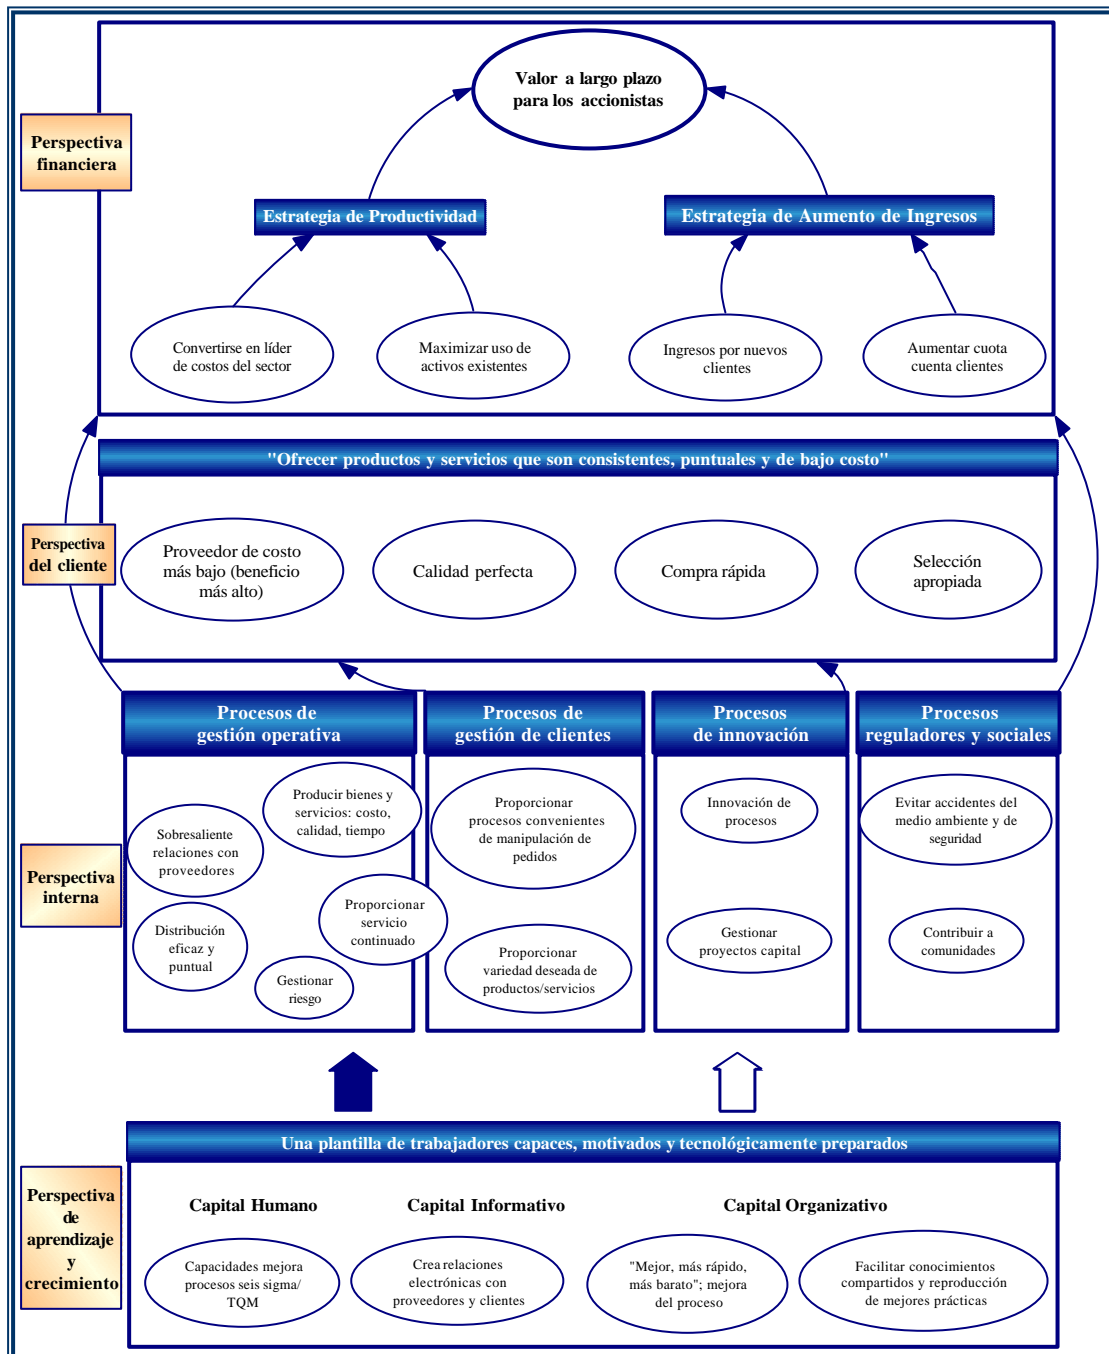 Valor a largo plazo
para los accionistas
Perspectiva
financiera
Estrategia de Productividad
Estrategia de Aumento de Ingresos
Convertirse en líder
de costos del sector
Maximizar uso de
activos existentes
Ingresos por nuevos
clientes
Aumentar cuota
cuenta clientes
"Ofrecer productos y servicios que son consistentes, puntuales y de bajo costo"
Perspectiva
del cliente
Proveedor de costo
más bajo (beneficio
más alto)
Calidad perfecta
Compra rápida
Selección
apropiada
Procesos de
gestión operativa
Procesos de
gestión de clientes
Procesos
de innovación
Procesos
reguladores y sociales
Perspectiva
interna
Producir bienes y
servicios: costo,
calidad, tiempo
Sobresaliente
relaciones con
proveedores
Proporcionar
servicio
continuado
Distribución
eficaz y
puntual
Gestionar
riesgo
Proporcionar
procesos convenientes
de manipulación de
pedidos
Proporcionar
variedad deseada de
productos/servicios
Innovación de
procesos
Gestionar
proyectos capital
Evitar accidentes del
medio ambiente y de
seguridad
Contribuir a
comunidades
Una plantilla de trabajadores capaces, motivados y tecnológicamente preparados
Perspectiva
de
aprendizaje
y
crecimiento
Capital Humano
Capital Informativo
Capital Organizativo
Capacidades mejora
procesos seis sigma/
TQM
Crea relaciones
electrónicas con
proveedores y clientes
"Mejor, más rápido,
más barato"; mejora
del proceso
Facilitar conocimientos
compartidos y reproducción
de mejores prácticas